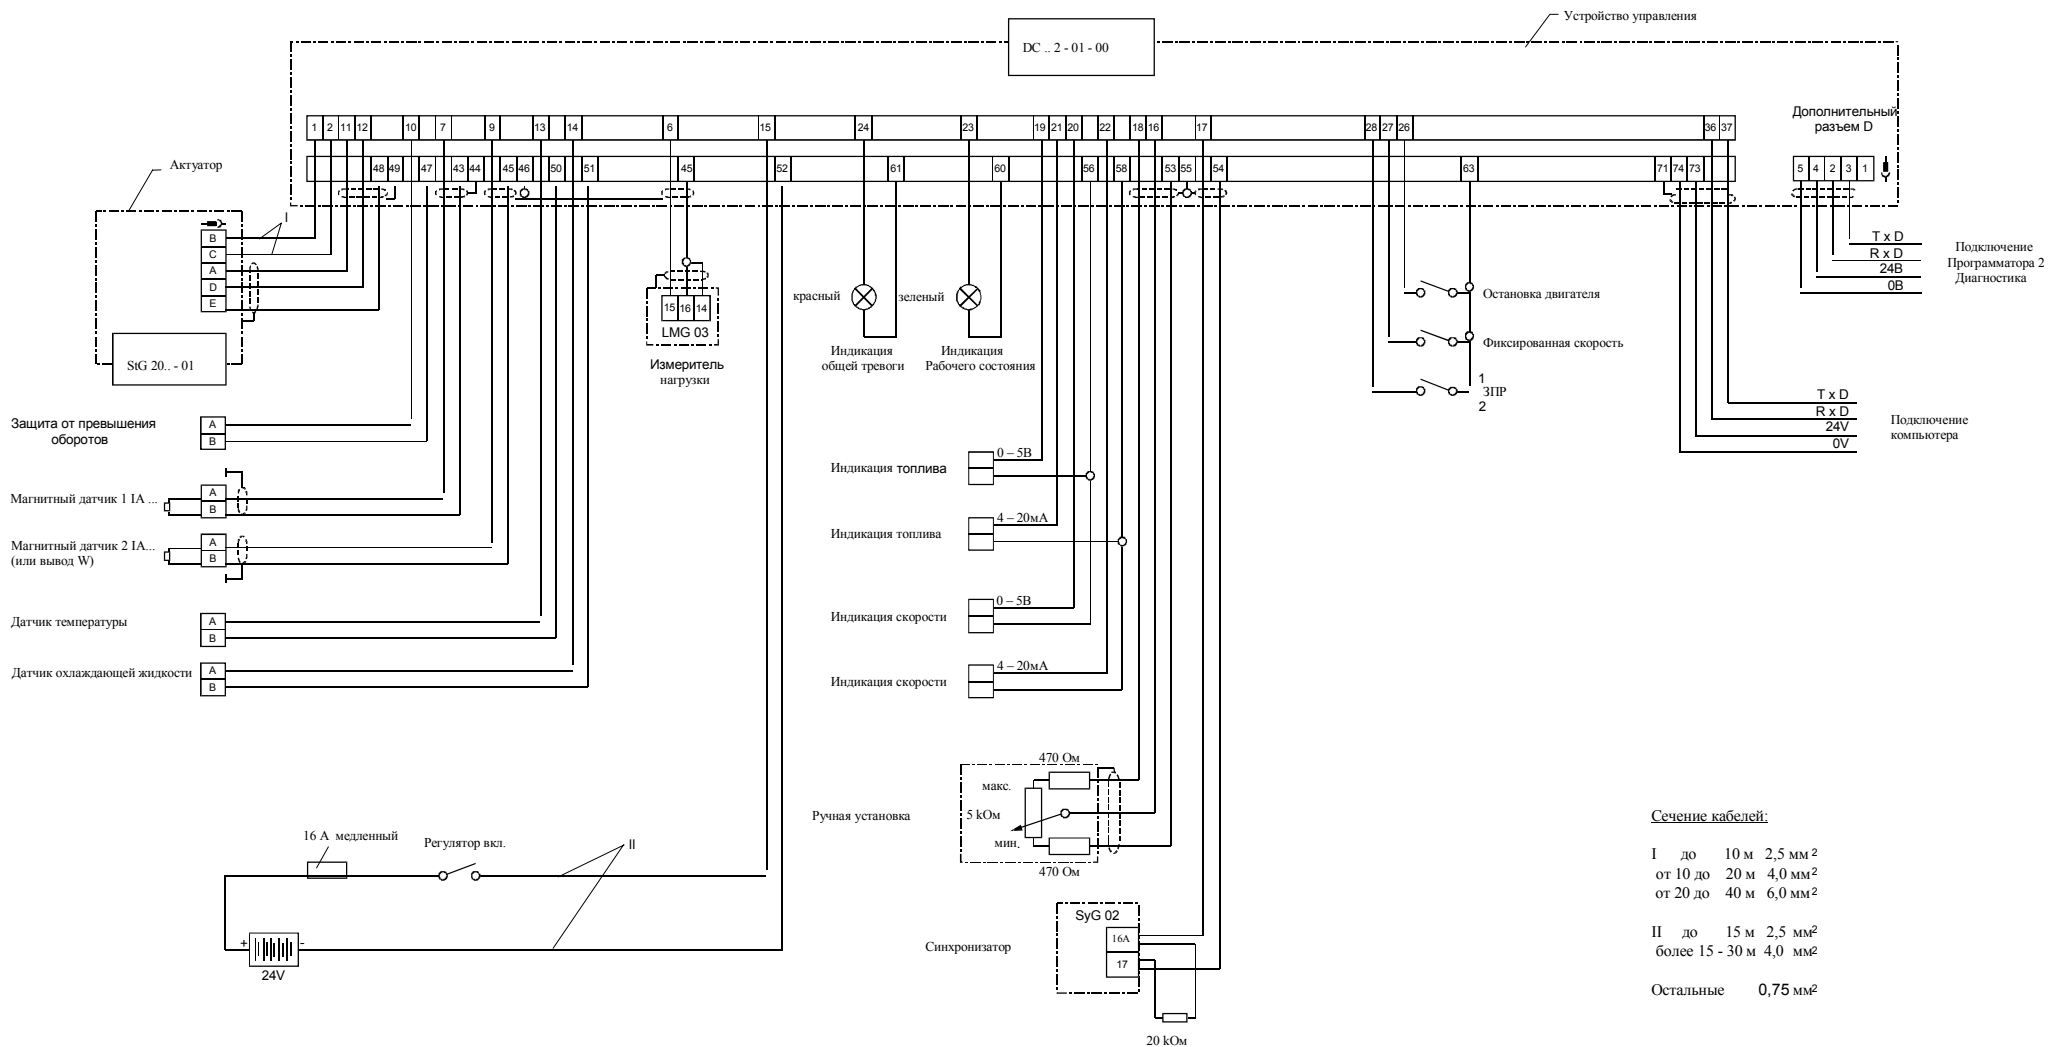 Устройство управления
DC .. 2 - 01 - 00
1 2 11 12 10 7 9 13 14 6 15 24 23 19 21 20 22 18 16 17 28 27 26 36 37
Дополнительный
разъем D
48 49 47 43 44 45 46 50 51 45 52 61 60 56 58 53 55 54 63 71 74 73
5 4 2 3 1
Актуатор
I
B
C
A
D
E
StG 20.. - 01
T x D
R x D
24В
0В
Подключение
Программатора 2
Диагностика
15 16 14
LMG 03
Измеритель
нагрузки
красный
Индикация
общей тревоги
зеленый
Индикация
Рабочего состояния
Остановка двигателя
Фиксированная скорость
1
ЗПР
2
T x D
R x D
24V
0V
Подключение
компьютера
Защита от превышения
оборотов
A
B
Магнитный датчик 1 IA ...
A
B
Магнитный датчик 2 IA...
(или вывод W)
A
B
Датчик температуры
A
B
Датчик охлаждающей жидкости
A
B
Индикация топлива
0 – 5В
Индикация топлива
4 – 20мА
Индикация скорости
0 – 5В
Индикация скорости
4 – 20мА
Ручная установка
470 Ом
макс.
5 kОм
мин.
470 Ом
16 А медленный
Регулятор вкл.
II
+
-
24V
Синхронизатор
SyG 02
16A
17
20 kОм
Сечение кабелей:
I до 10 м 2,5 мм2
от 10 до 20 м 4,0 мм2
от 20 до 40 м 6,0 мм2
II до 15 м 2,5 мм2
более 15 - 30 м 4,0 мм2
Остальные 0,75 мм2